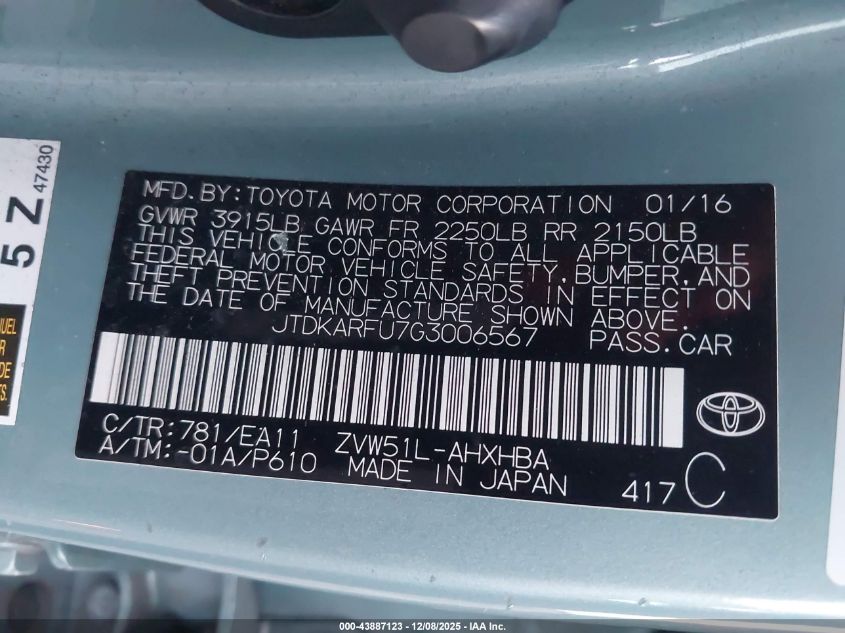 MFD. BY: TOYOTA MOTOR CORPORATION 01/16
GVWR 3915LB GAWR FR 2250LB RR 2150LB
THIS VEHICLE CONFORMS TO ALL APPLICABLE
FEDERAL MOTOR VEHICLE SAFETY, BUMPER, AND
THEFT PREVENTION STANDARDS IN EFFECT ON
THE DATE OF MANUFACTURE SHOWN ABOVE.
JTDKARFU7G3006567 PASS.CAR
C/TR: 781/EA11 ZVW51L-AHXHBA
A/TM: -01A/P610 MADE IN JAPAN
417 C
5 Z
47430
NUEL
R
DE
TS.
000-43887123 - 12/08/2025 - IAA Inc.